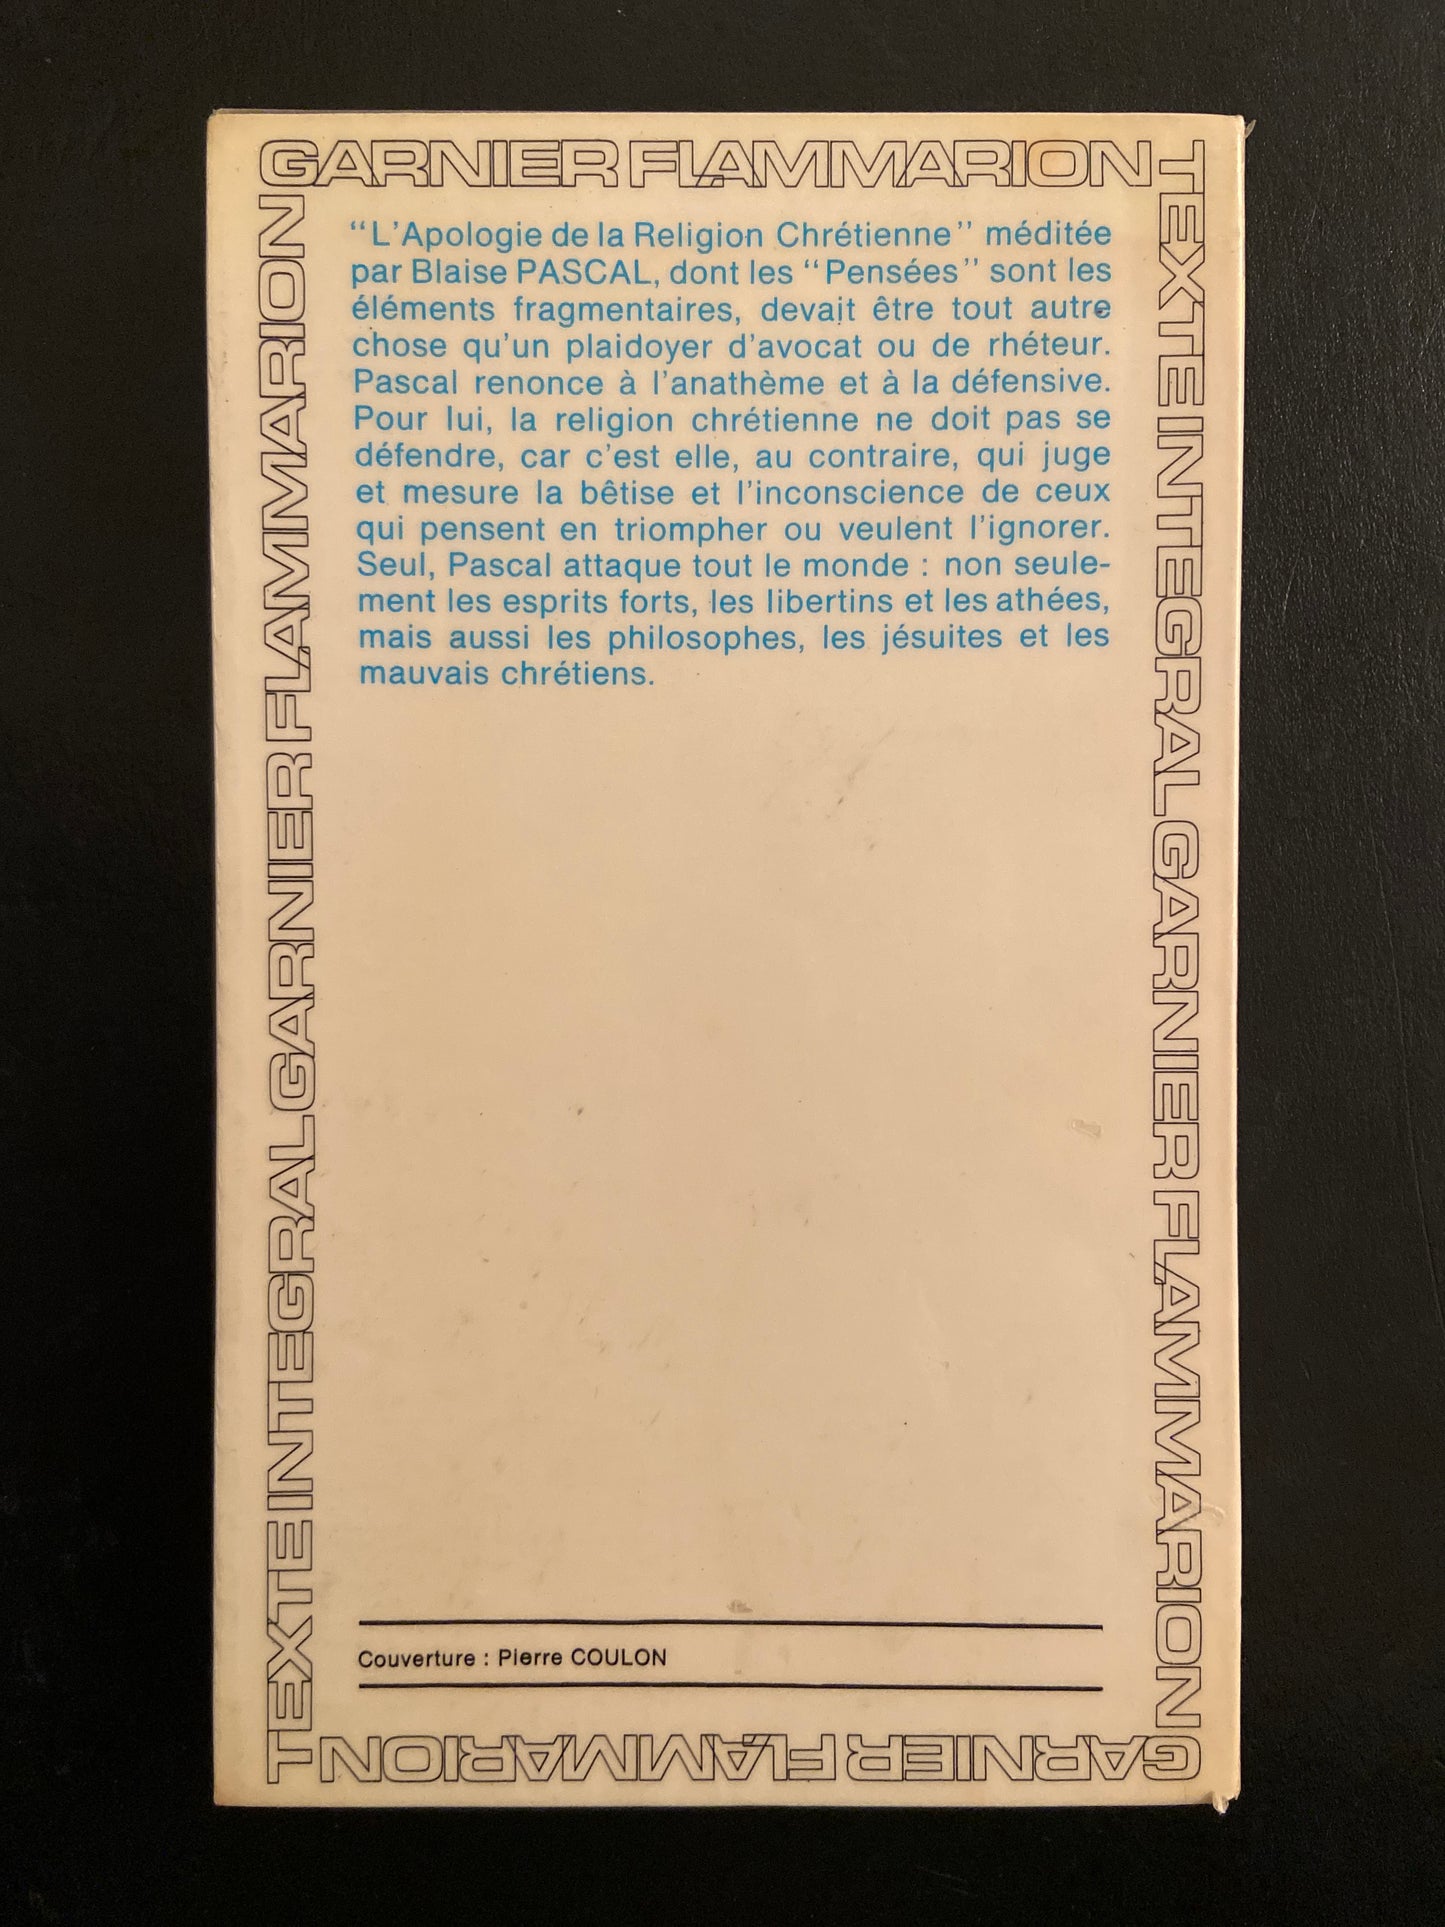 GARNIER FLAMMARION
TEXTE INTEGRAL GARNIER FLAMMARION
“L’Apologie de la Religion Chrétienne” méditée
par Blaise PASCAL, dont les “Pensées” sont les
éléments fragmentaires, devait être tout autre
chose qu’un plaidoyer d’avocat ou de rhéteur.
Pascal renonce à l’anathème et à la défensive.
Pour lui, la religion chrétienne ne doit pas se
défendre, car c’est elle, au contraire, qui juge
et mesure la bêtise et l’inconscience de ceux
qui pensent en triompher ou veulent l’ignorer.
Seul, Pascal attaque tout le monde : non seule-
ment les esprits forts, les libertins et les athées,
mais aussi les philosophes, les jésuites et les
mauvais chrétiens.
Couverture : Pierre COULON
TEXTE INTEGRAL GARNIER FLAMMARION
GARNIER FLAMMARION